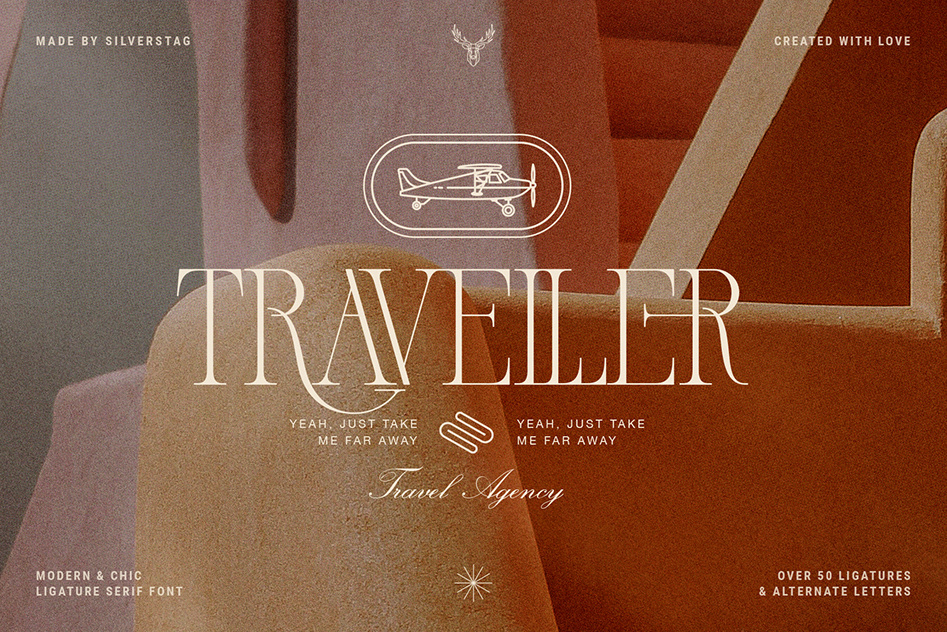 MADE BY SILVERSTAG
CREATED WITH LOVE
TRAVELLER
YEAH, JUST TAKE
ME FAR AWAY
YEAH, JUST TAKE
ME FAR AWAY
Travel Agency
MODERN & CHIC
LIGATURE SERIF FONT
OVER 50 LIGATURES
& ALTERNATE LETTERS